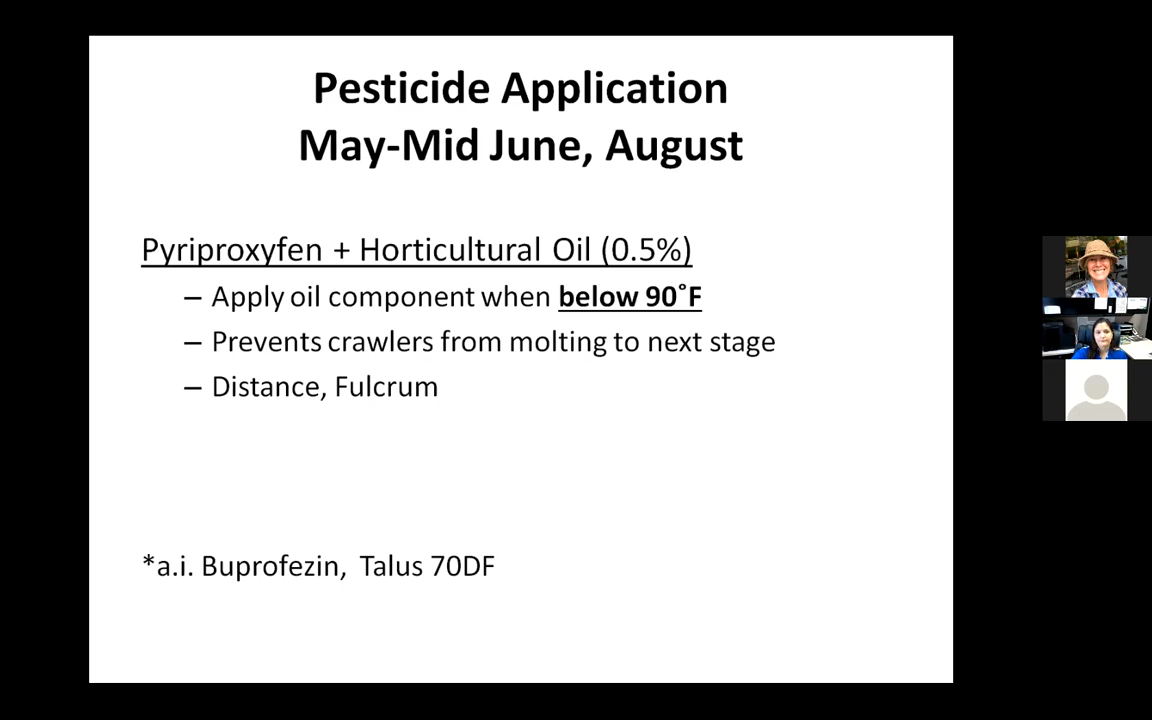 Pesticide Application
May-Mid June, August
Pyriproxyfen + Horticultural Oil (0.5%)
– Apply oil component when below 90˚F
– Prevents crawlers from molting to next stage
– Distance, Fulcrum
*a.i. Buprofezin, Talus 70DF